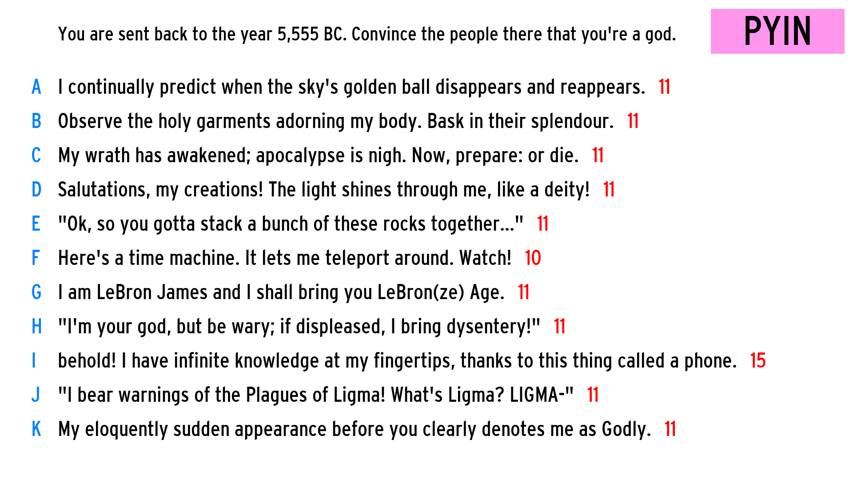 You are sent back to the year 5,555 BC. Convince the people there that you're a god. PYIN
A I continually predict when the sky's golden ball disappears and reappears. 11
B Observe the holy garments adorning my body. Bask in their splendour. 11
C My wrath has awakened; apocalypse is nigh. Now, prepare: or die. 11
D Salutations, my creations! The light shines through me, like a deity! 11
E "Ok, so you gotta stack a bunch of these rocks together..." 11
F Here's a time machine. It lets me teleport around. Watch! 10
G I am LeBron James and I shall bring you LeBron(ze) Age. 11
H "I'm your god, but be wary; if displeased, I bring dysentery!" 11
I behold! I have infinite knowledge at my fingertips, thanks to this thing called a phone. 15
J "I bear warnings of the Plagues of Ligma! What's Ligma? LIGMA-" 11
K My eloquently sudden appearance before you clearly denotes me as Godly. 11